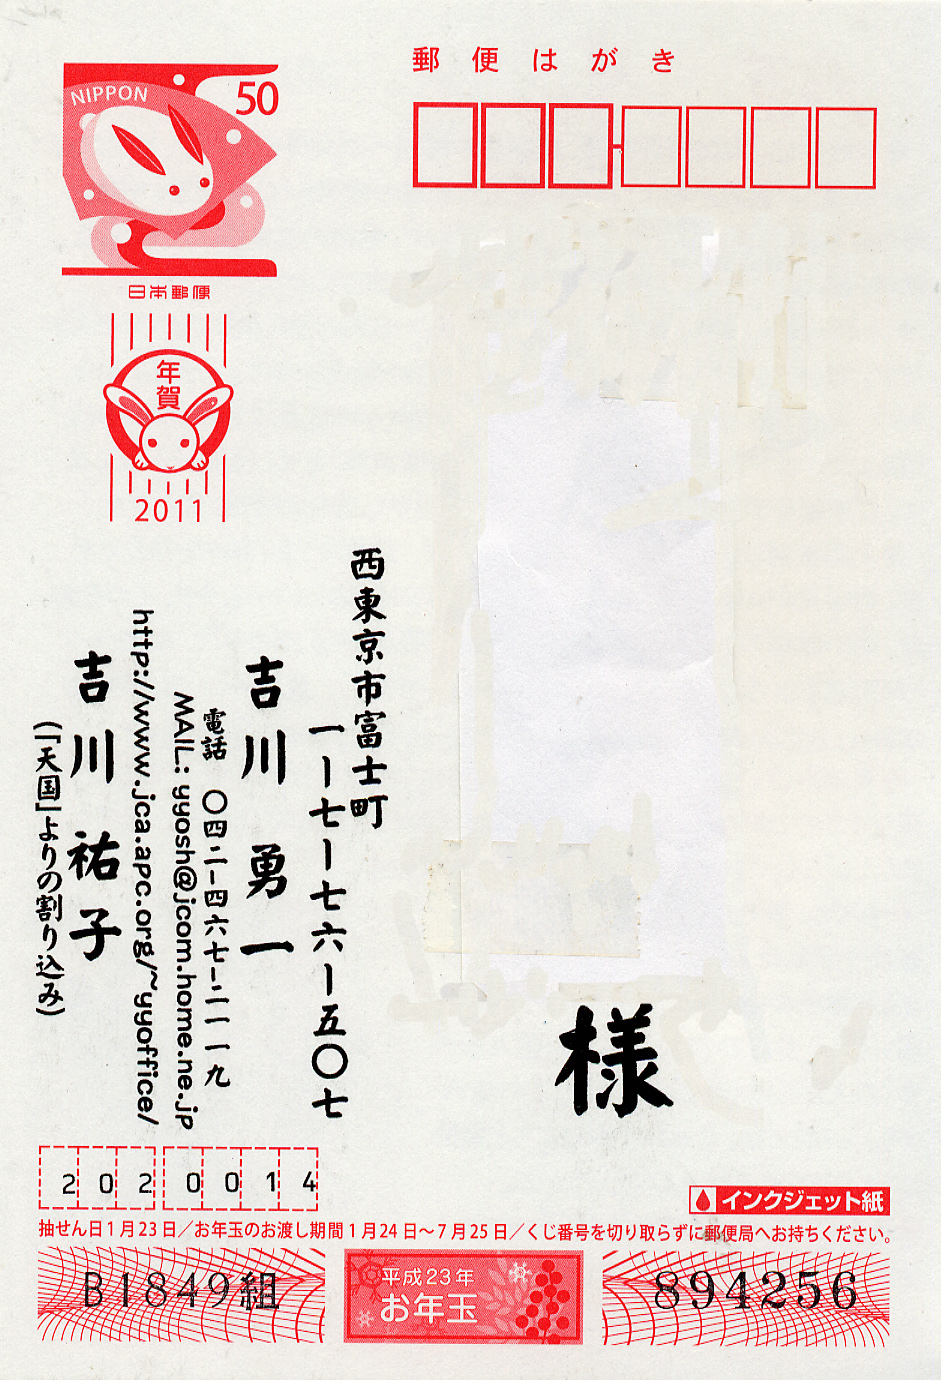 郵便はがき
NIPPON 50
日本郵便
年賀
2011
様
西東京市富士町
一ー七ー七六ー五〇七
吉川 勇一
電話 〇四二ー四六七ー二一一九
MAIL: yyosh@jcom.home.ne.jp
http://www.jca.apc.org/~yyoffice/
吉川 祐子
(「天国」よりの割り込み)
2020014
インクジェット紙
抽せん日1月23日／お年玉のお渡し期間1月24日～7月25日／くじ番号を切り取らずに郵便局へお持ちください。
B1849組
平成23年
お年玉
894256